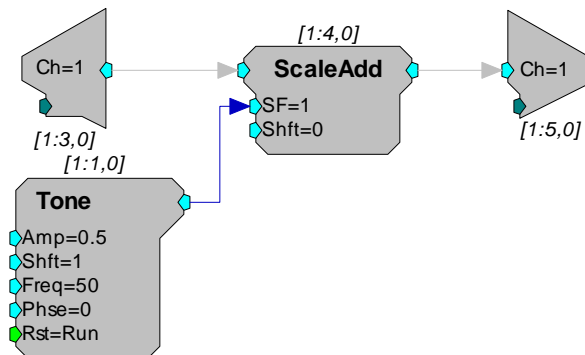 [1:4,0]
Ch=1
ScaleAdd
Ch=1
SF=1
Shft=0
[1:3,0]
[1:5,0]
[1:1,0]
Tone
Amp=0.5
Shft=1
Freq=50
Phse=0
Rst=Run